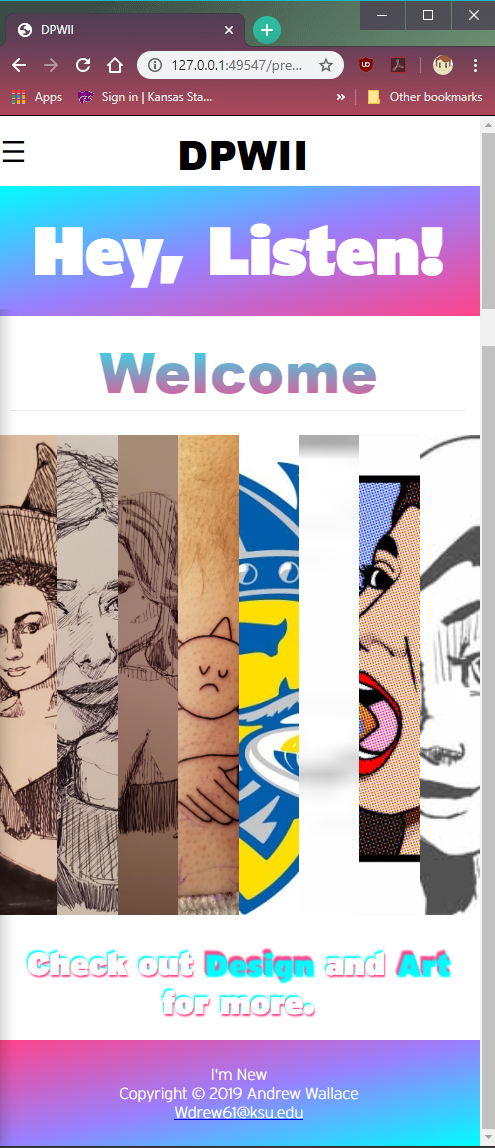 DPWII
127.0.0.1:49547/pre...
Apps
Sign in | Kansas Sta...
»
Other bookmarks
☰
DPWII
Hey, Listen!
Welcome
Check out Design and Art
for more.
I'm New
Copyright © 2019 Andrew Wallace
Wdrew61@ksu.edu